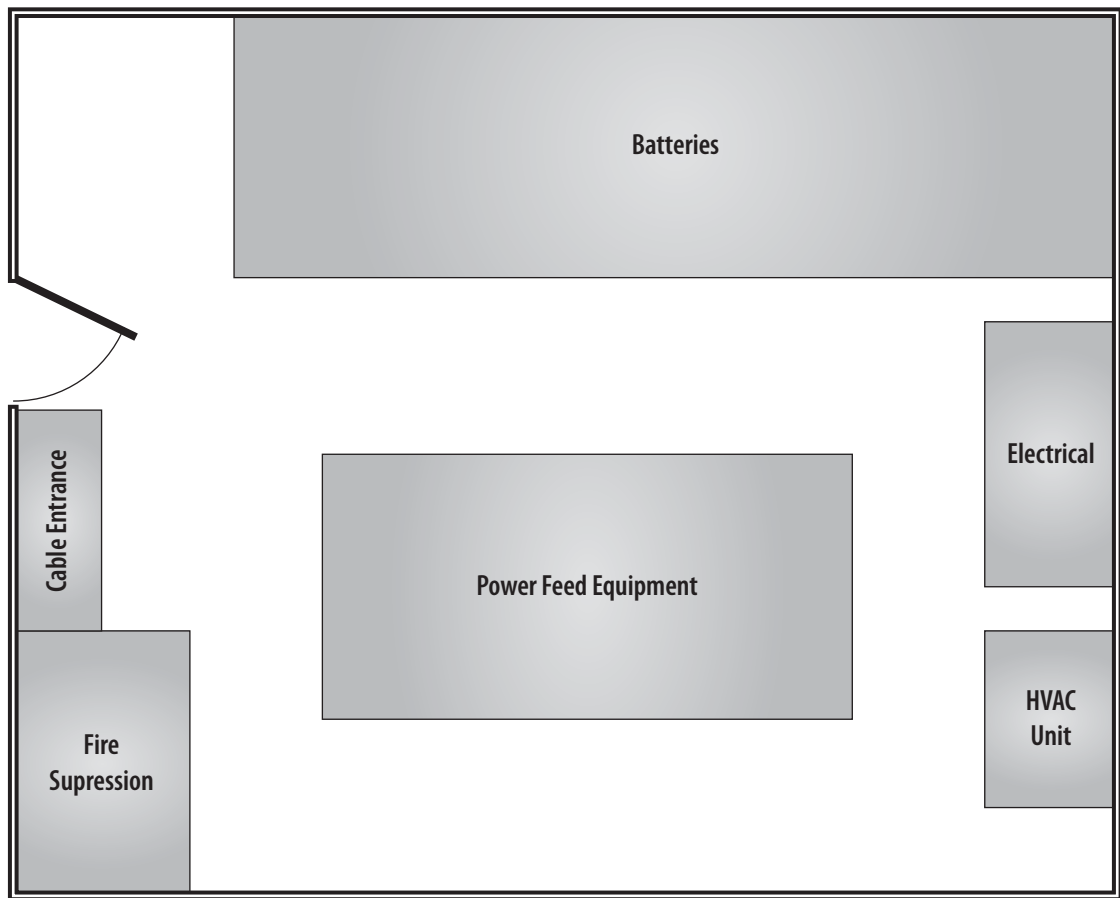 Batteries
Electrical
Cable Entrance
Power Feed Equipment
HVAC
Unit
Fire
Supression